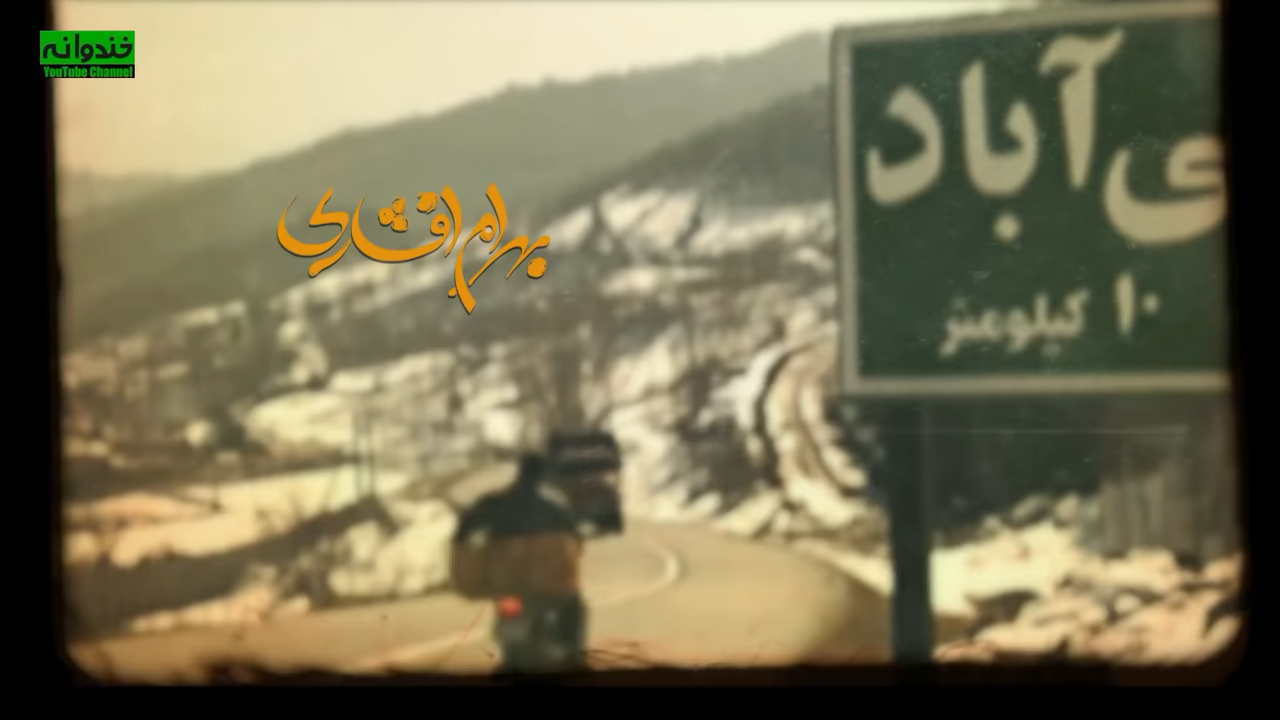 خندوانه
YouTube Channel
بهرام افشاری
ی آباد
۱۰ کیلومتر